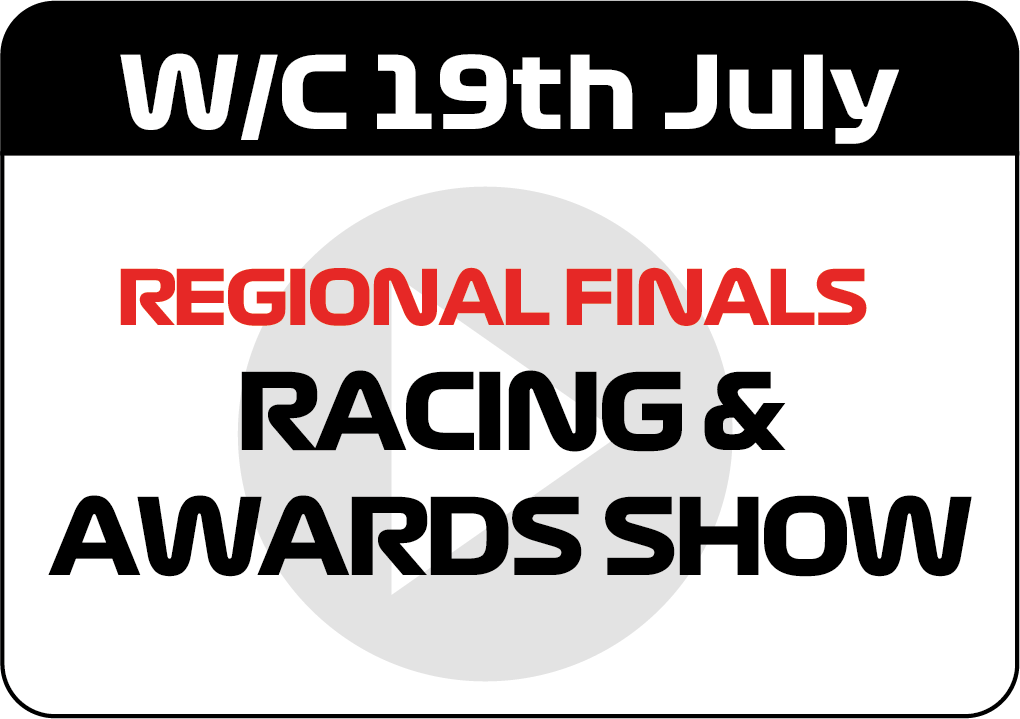 W/C 19th July
REGIONAL FINALS
RACING &
AWARDS SHOW